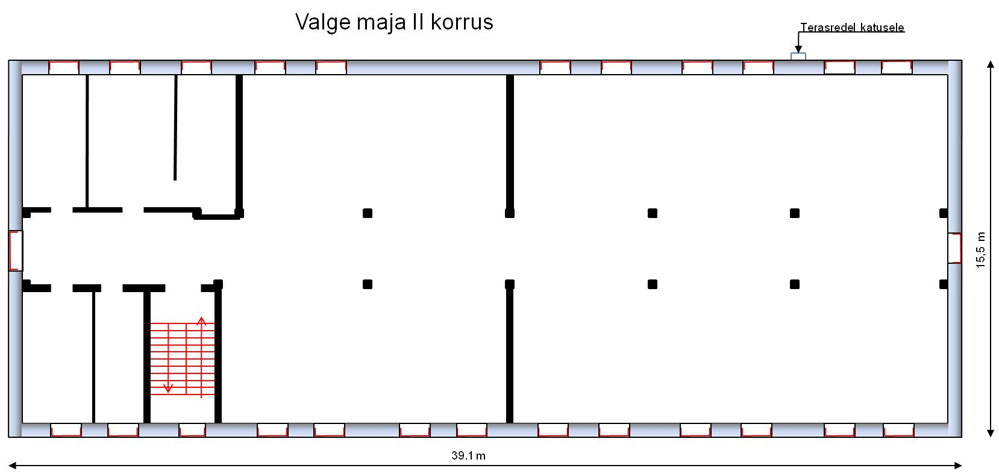 Valge maja II korrus
Terasredel katusele
15,5 m
39.1 m